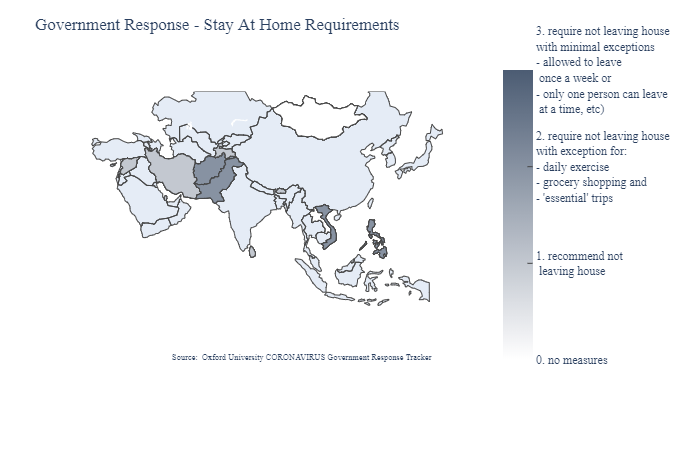 Government Response - Stay At Home Requirements
3. require not leaving house
with minimal exceptions
- allowed to leave
once a week or
- only one person can leave
at a time, etc)
2. require not leaving house
with exception for:
- daily exercise
- grocery shopping and
- 'essential' trips
1. recommend not
leaving house
0. no measures
Source: Oxford University CORONAVIRUS Government Response Tracker